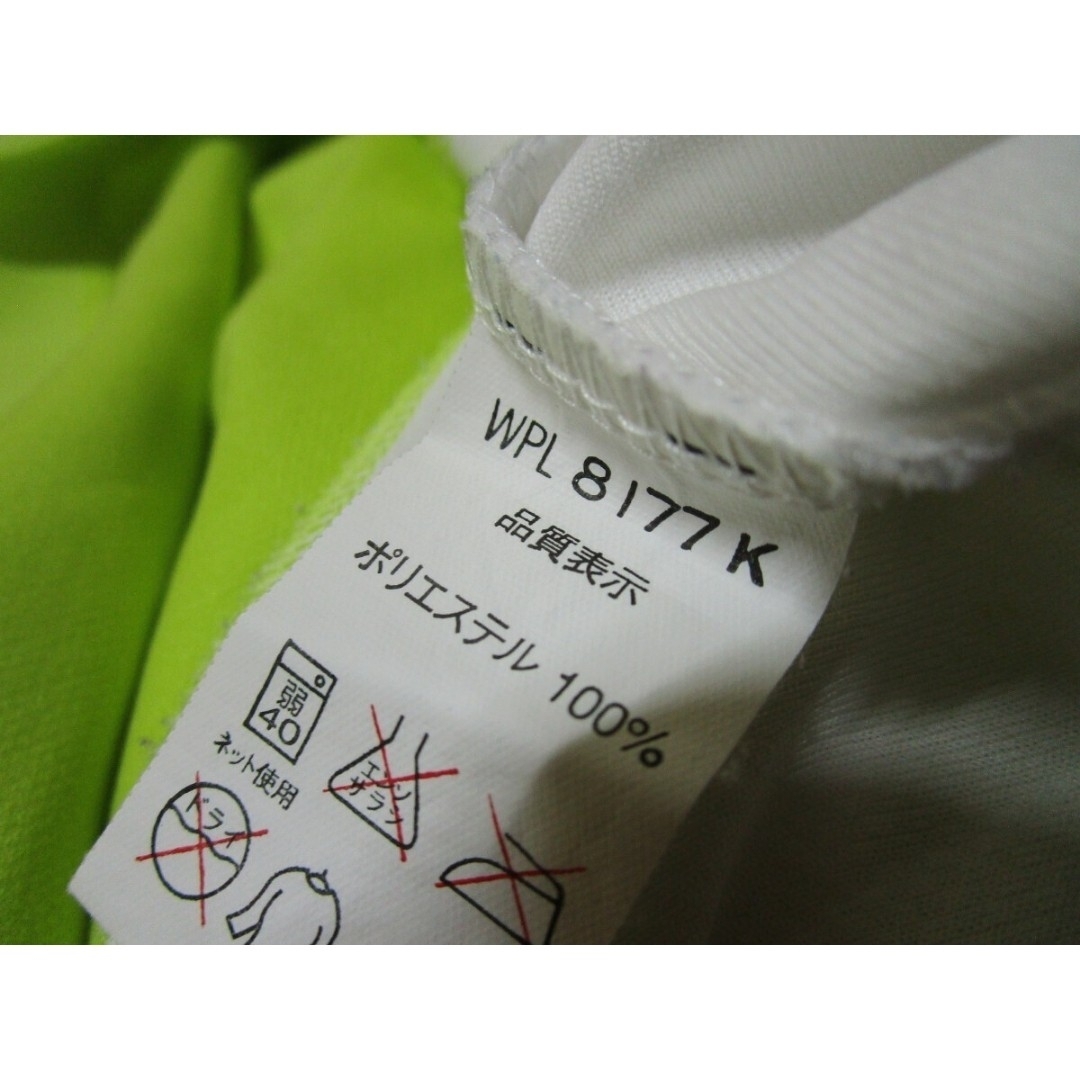 WPL 8177K
品質表示
ポリエステル 100%
弱
40
ネット使用
エンソ
サラシ
ドライ